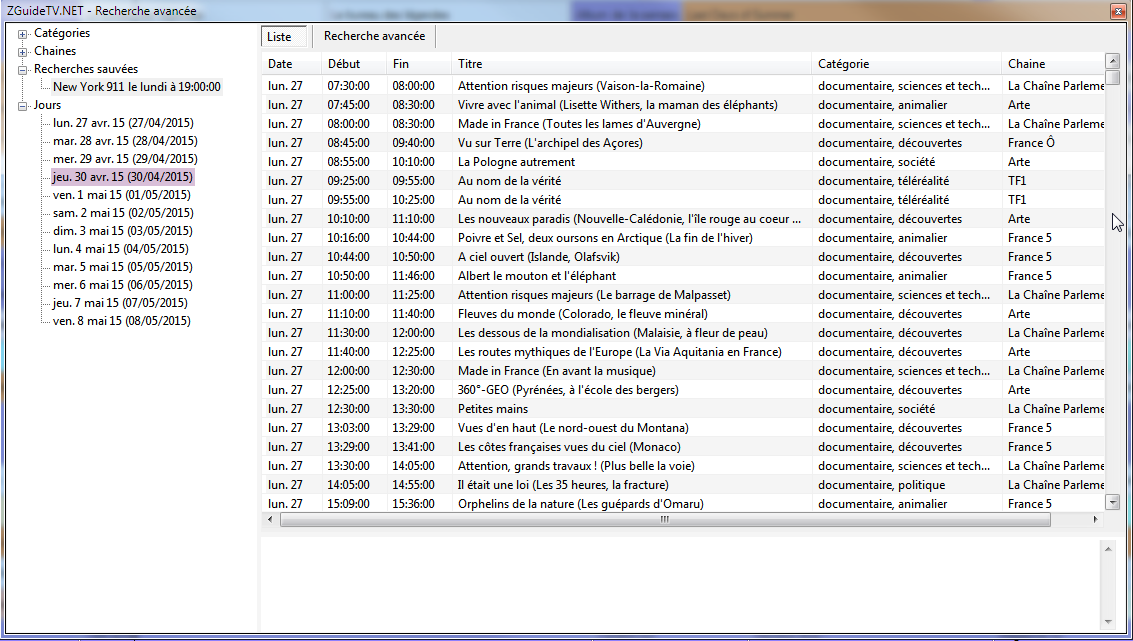 ZGuideTV.NET - Recherche avancée
Catégories
Chaines
Recherches sauvées
New York 911 le lundi à 19:00:00
Jours
lun. 27 avr. 15 (27/04/2015)
mar. 28 avr. 15 (28/04/2015)
mer. 29 avr. 15 (29/04/2015)
jeu. 30 avr. 15 (30/04/2015)
ven. 1 mai 15 (01/05/2015)
sam. 2 mai 15 (02/05/2015)
dim. 3 mai 15 (03/05/2015)
lun. 4 mai 15 (04/05/2015)
mar. 5 mai 15 (05/05/2015)
mer. 6 mai 15 (06/05/2015)
jeu. 7 mai 15 (07/05/2015)
ven. 8 mai 15 (08/05/2015)
Liste Recherche avancée
Date Début Fin Titre Catégorie Chaine
lun. 27 07:30:00 08:00:00 Attention risques majeurs (Vaison-la-Romaine) documentaire, sciences et tech... La Chaîne Parleme
lun. 27 07:45:00 08:30:00 Vivre avec l'animal (Lisette Withers, la maman des éléphants) documentaire, animalier Arte
lun. 27 08:00:00 08:30:00 Made in France (Toutes les lames d'Auvergne) documentaire, sciences et tech... La Chaîne Parleme
lun. 27 08:45:00 09:40:00 Vu sur Terre (L'archipel des Açores) documentaire, découvertes France Ô
lun. 27 08:55:00 10:10:00 La Pologne autrement documentaire, société Arte
lun. 27 09:25:00 09:55:00 Au nom de la vérité documentaire, téléréalité TF1
lun. 27 09:55:00 10:25:00 Au nom de la vérité documentaire, téléréalité TF1
lun. 27 10:10:00 11:10:00 Les nouveaux paradis (Nouvelle-Calédonie, l'île rouge au coeur ... documentaire, découvertes Arte
lun. 27 10:16:00 10:44:00 Poivre et Sel, deux oursons en Arctique (La fin de l'hiver) documentaire, animalier France 5
lun. 27 10:44:00 10:50:00 A ciel ouvert (Islande, Olafsvik) documentaire, découvertes France 5
lun. 27 10:50:00 11:46:00 Albert le mouton et l'éléphant documentaire, animalier France 5
lun. 27 11:00:00 11:25:00 Attention risques majeurs (Le barrage de Malpasset) documentaire, sciences et tech... La Chaîne Parleme
lun. 27 11:10:00 11:40:00 Fleuves du monde (Colorado, le fleuve minéral) documentaire, découvertes Arte
lun. 27 11:30:00 12:00:00 Les dessous de la mondialisation (Malaisie, à fleur de peau) documentaire, découvertes La Chaîne Parleme
lun. 27 11:40:00 12:25:00 Les routes mythiques de l'Europe (La Via Aquitania en France) documentaire, découvertes Arte
lun. 27 12:00:00 12:30:00 Made in France (En avant la musique) documentaire, sciences et tech... La Chaîne Parleme
lun. 27 12:25:00 13:20:00 360°-GEO (Pyrénées, à l'école des bergers) documentaire, découvertes Arte
lun. 27 12:30:00 13:30:00 Petites mains documentaire, société La Chaîne Parleme
lun. 27 13:03:00 13:29:00 Vues d'en haut (Le nord-ouest du Montana) documentaire, découvertes France 5
lun. 27 13:29:00 13:41:00 Les côtes françaises vues du ciel (Monaco) documentaire, découvertes France 5
lun. 27 13:30:00 14:05:00 Attention, grands travaux ! (Plus belle la voie) documentaire, sciences et tech... La Chaîne Parleme
lun. 27 14:05:00 14:55:00 Il était une loi (Les 35 heures, la fracture) documentaire, politique La Chaîne Parleme
lun. 27 15:09:00 15:36:00 Orphelins de la nature (Les guépards d'Omaru) documentaire, animalier France 5